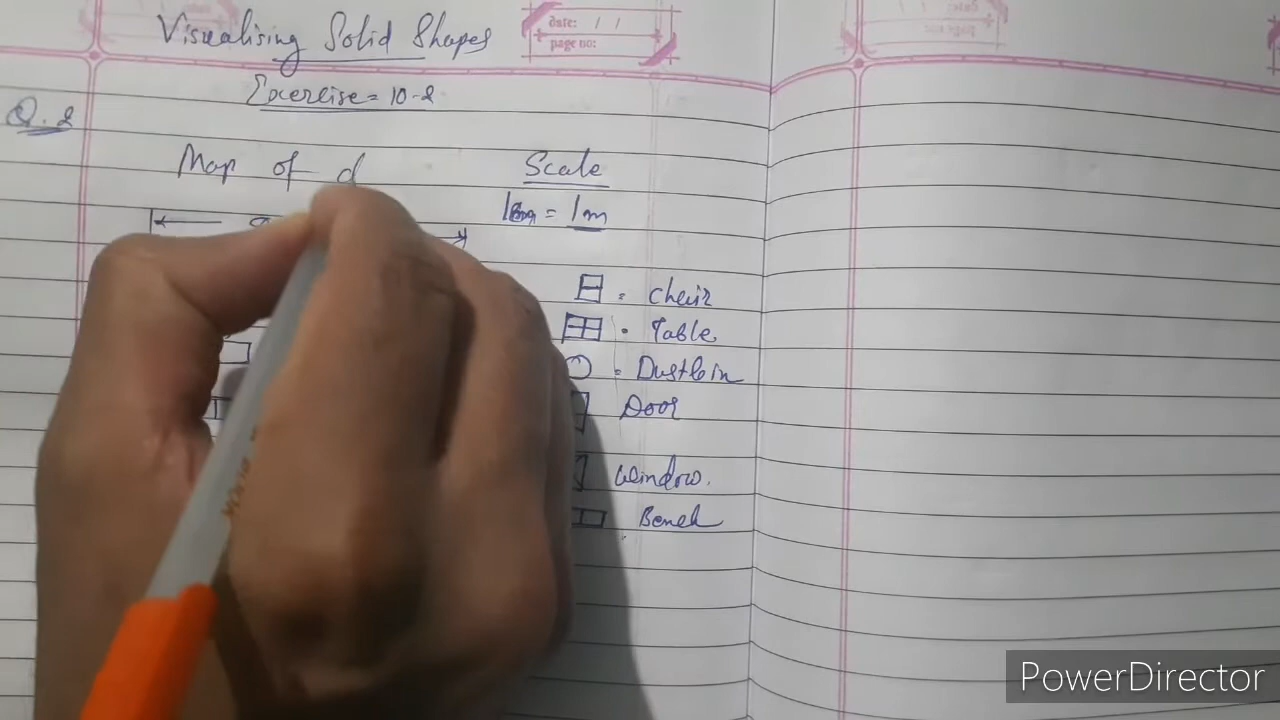 Visualising Solid Shapes
date: / /
page no:
Exercise = 10-2
Q. 2
Map of d
Scale
1cm = 1m
= Chair
Table
= Dustbin
Door
Window.
Bench
PowerDirector